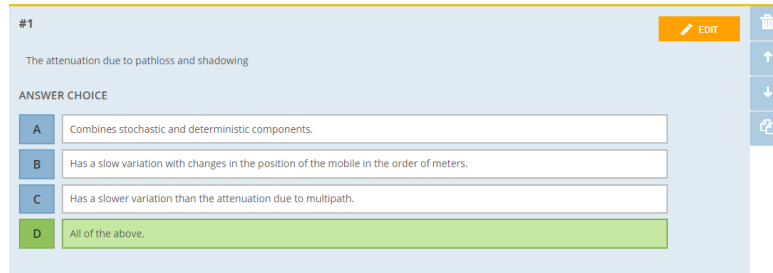 #1
EDIT
The attenuation due to pathloss and shadowing
ANSWER CHOICE
A
Combines stochastic and deterministic components.
B
Has a slow variation with changes in the position of the mobile in the order of meters.
C
Has a slower variation than the attenuation due to multipath.
D
All of the above.